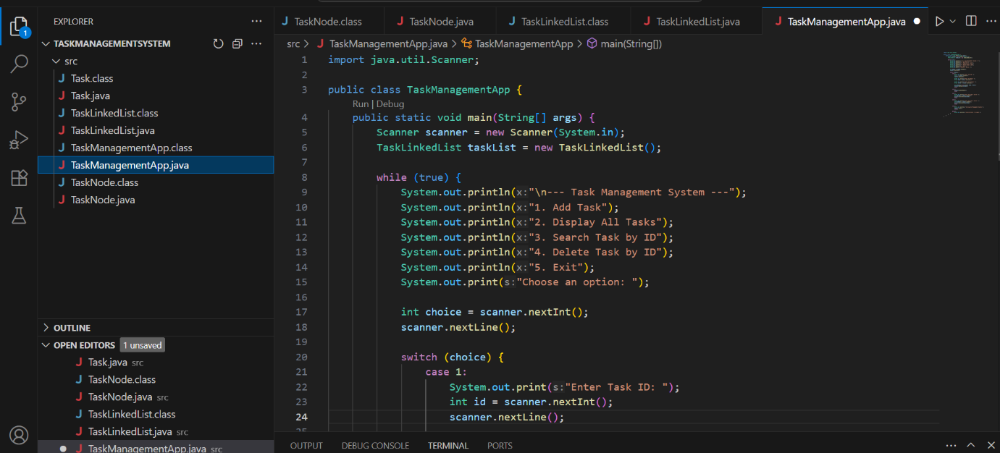 EXPLORER
TASKMANAGEMENTSYSTEM
src
Task.class
Task.java
TaskLinkedList.class
TaskLinkedList.java
TaskManagementApp.class
TaskManagementApp.java
TaskNode.class
TaskNode.java
OUTLINE
OPEN EDITORS 1 unsaved
Task.java src
TaskNode.class
TaskNode.java src
TaskLinkedList.class
TaskLinkedList.java src
TaskManagementApp.java src
TaskNode.class TaskNode.java TaskLinkedList.class TaskLinkedList.java TaskManagementApp.java
src > TaskManagementApp.java > TaskManagementApp > main(String[])
1 import java.util.Scanner;
2
3 public class TaskManagementApp {
Run | Debug
4 public static void main(String[] args) {
5 Scanner scanner = new Scanner(System.in);
6 TaskLinkedList taskList = new TaskLinkedList();
7
8 while (true) {
9 System.out.println(x:"\n--- Task Management System ---");
10 System.out.println(x:"1. Add Task");
11 System.out.println(x:"2. Display All Tasks");
12 System.out.println(x:"3. Search Task by ID");
13 System.out.println(x:"4. Delete Task by ID");
14 System.out.println(x:"5. Exit");
15 System.out.print(s:"Choose an option: ");
16
17 int choice = scanner.nextInt();
18 scanner.nextLine();
19
20 switch (choice) {
21 case 1:
22 System.out.print(s:"Enter Task ID: ");
23 int id = scanner.nextInt();
24 scanner.nextLine();
25
OUTPUT DEBUG CONSOLE TERMINAL PORTS